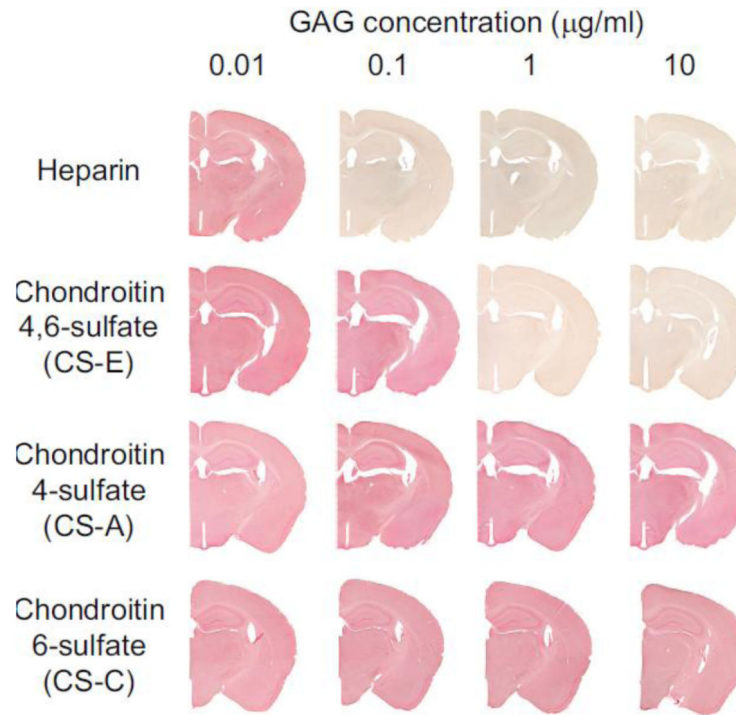 GAG concentration (μg/ml)
0.01 0.1 1 10
Heparin
Chondroitin
4,6-sulfate
(CS-E)
Chondroitin
4-sulfate
(CS-A)
Chondroitin
6-sulfate
(CS-C)